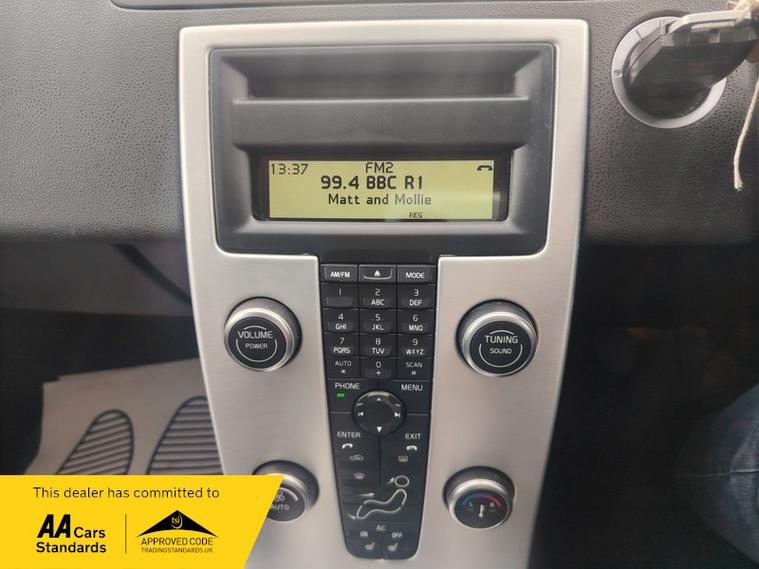 13:37 FM2
99.4 BBC R1
Matt and Mollie
REG
AM/FM MODE
1 2 3
ABC DEF
4 5 6
GHI JKL MNO
7 8 9
PQRS TUV WXYZ
AUTO 0 SCAN
* + #
VOLUME
POWER
TUNING
SOUND
PHONE MENU
ENTER EXIT
AUTO
AC
ON OFF
This dealer has committed to
AA Cars
Standards
tsi
APPROVED CODE
TRADINGSTANDARDS.UK